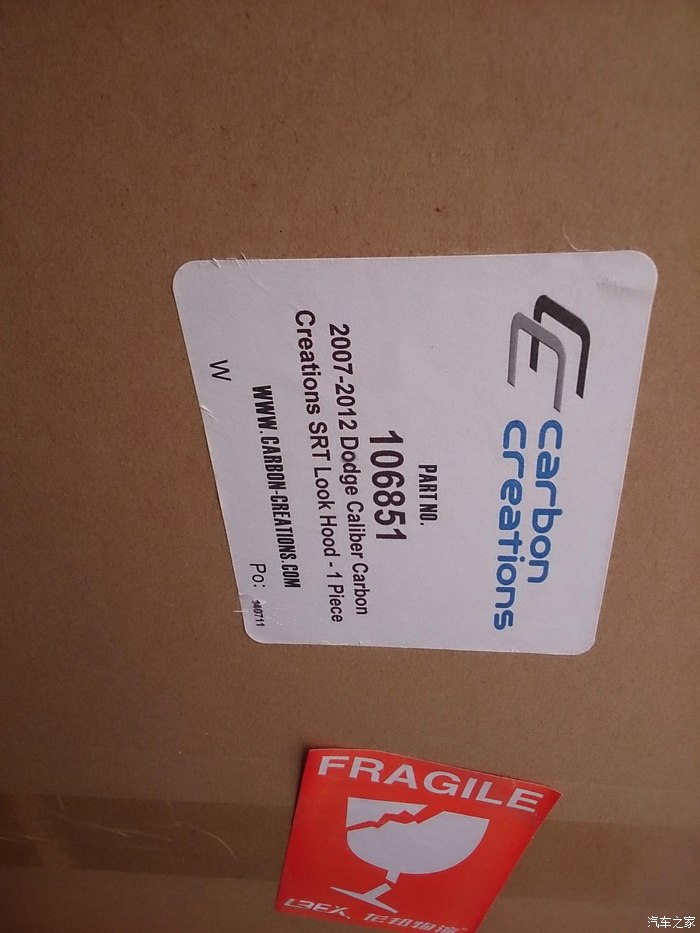 carbon
creations
PART NO.
106851
2007-2012 Dodge Caliber Carbon
Creations SRT Look Hood - 1 Piece
WWW.CARBON-CREATIONS.COM
W
Po:
FRAGILE
汽车之家